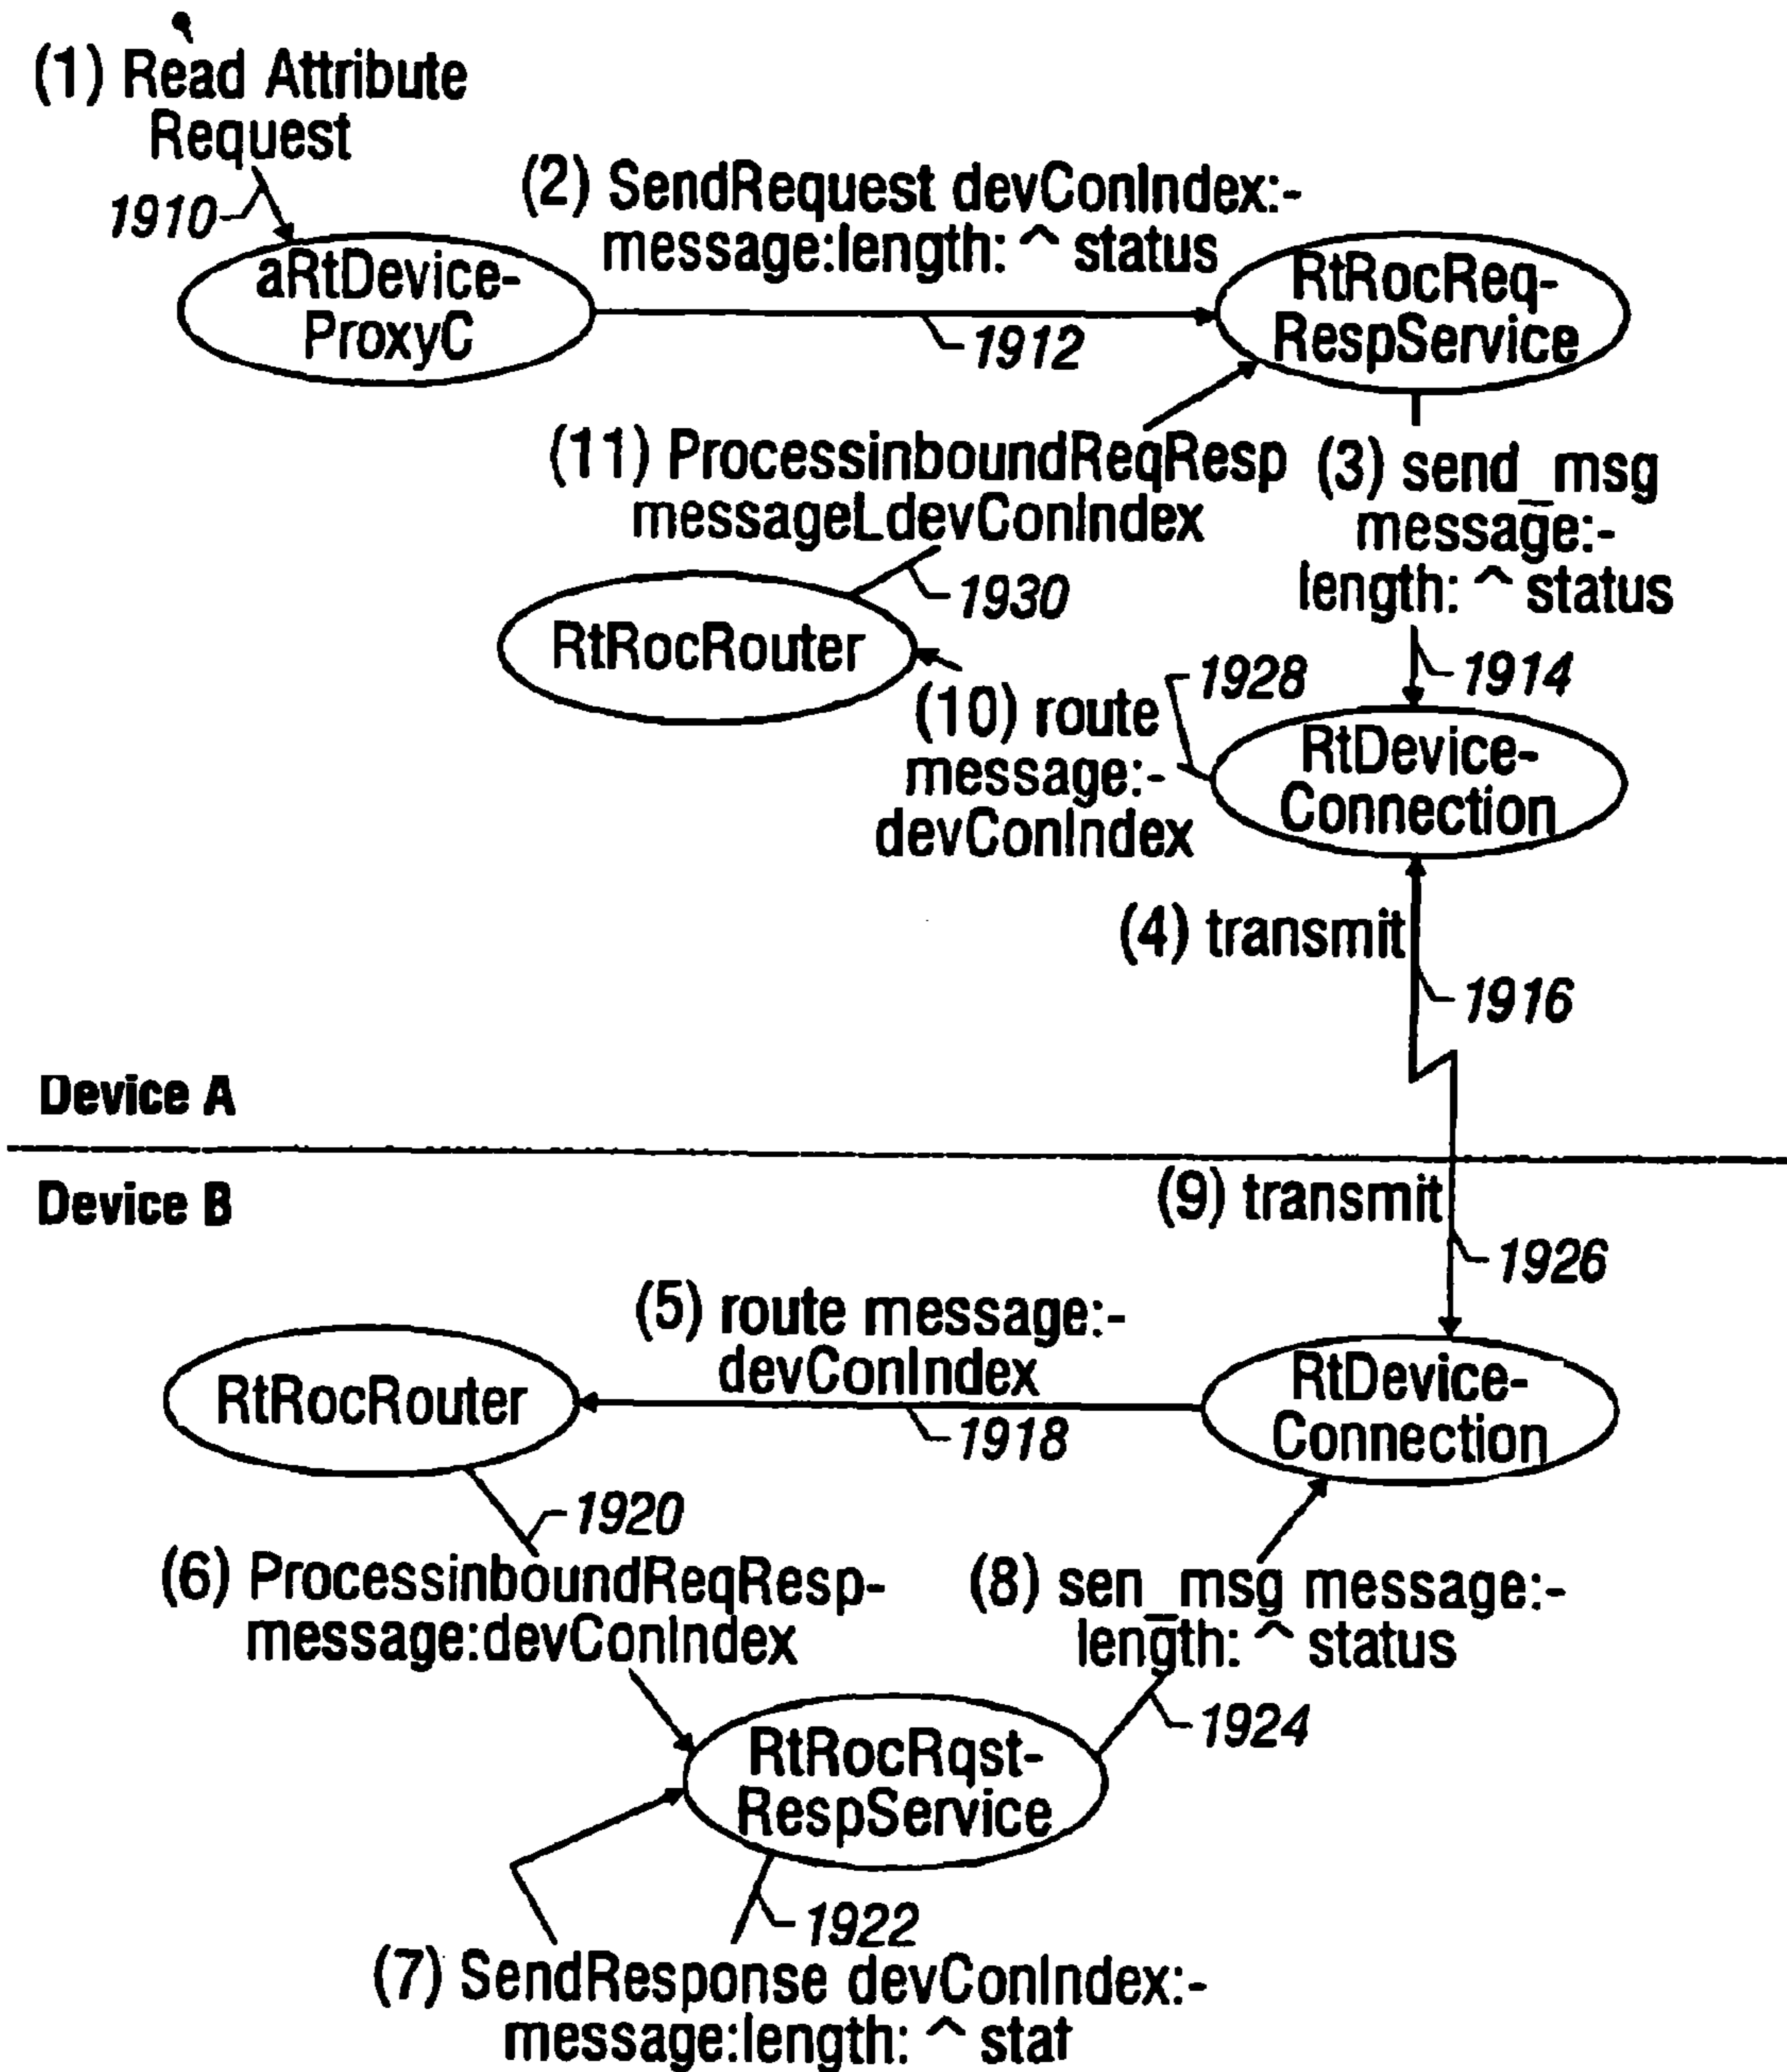 (1) Read Attribute
Request
1910
(2) SendRequest devConIndex:-
message:length: ^ status
aRtDevice-
ProxyC
1912
RtRocReq-
RespService
(11) ProcessinboundReqResp
messageLdevConIndex
(3) send_msg
message:-
length: ^ status
1930
RtRocRouter
1928
1914
(10) route
message:-
devConIndex
RtDevice-
Connection
(4) transmit
1916
Device A
Device B
(9) transmit
1926
(5) route message:-
devConIndex
RtRocRouter
1918
RtDevice-
Connection
1920
(6) ProcessinboundReqResp-
message:devConIndex
(8) sen_msg message:-
length: ^ status
1924
RtRocRqst-
RespService
1922
(7) SendResponse devConIndex:-
message:length: ^ stat